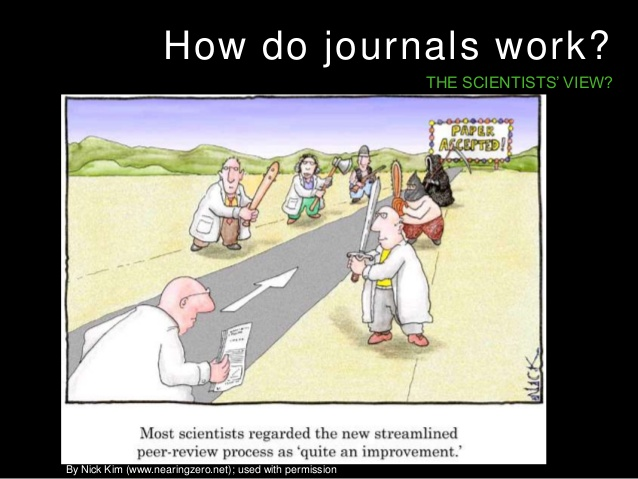 How do journals work?
THE SCIENTISTS' VIEW?
PAPER
ACCEPTED!
NICK
Most scientists regarded the new streamlined
peer-review process as 'quite an improvement.'
By Nick Kim (www.nearingzero.net); used with permission